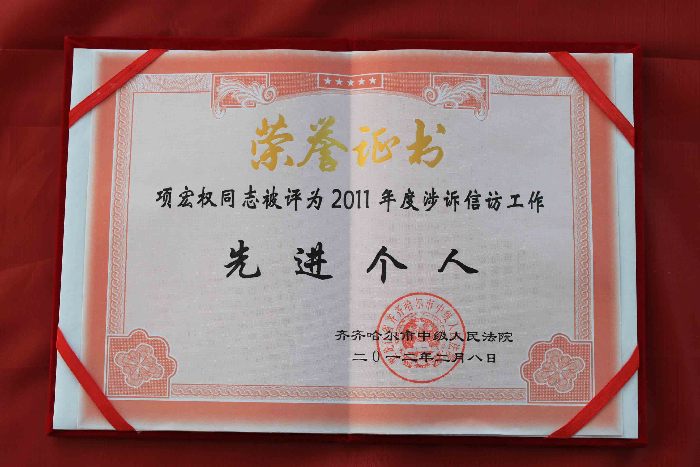 荣誉证书
项宏权同志被评为2011年度涉诉信访工作
先进个人
齐齐哈尔市中级人民法院
二〇一二年二月八日